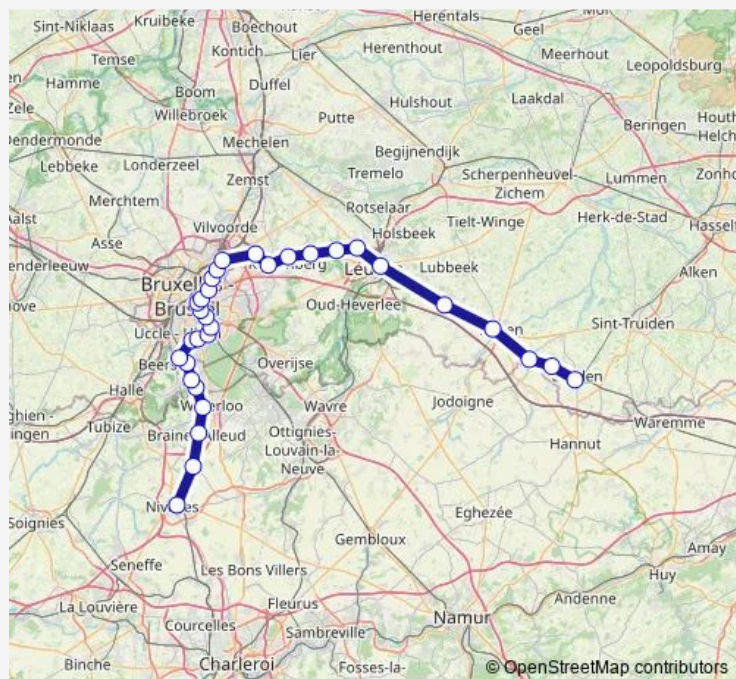 Sint-Niklaas
Kruibeke
Boechout
Herentals
Geel
Temse
Kontich
Lier
Herenthout
Meerhout
Leopoldsburg
Hamme
Boom
Duffel
Zele
Willebroek
Hulshout
Laakdal
Putte
Beringen
Dendermonde
Mechelen
Begijnendijk
Lebbeke
Londerzeel
Zemst
Tremelo
Scherpenheuvel-
Zichem
Lummen
Merchtem
Rotselaar
Aalst
Vilvoorde
Holsbeek
Tielt-Winge
Herk-de-Stad
Asse
Lubbeek
Alken
Oud-Heverlee
Sint-Truiden
Overijse
Halle
Tubize
Wavre
Jodoigne
Waremme
Ottignies-
Louvain-la-
Neuve
Hannut
Soignies
Eghezée
Seneffe
Gembloux
Amay
Les Bons Villers
Huy
La Louvière
Fleurus
Andenne
Courcelles
Sambreville
Namur
Binche
Charleroi
Fosses-la-
© OpenStreetMap contributors